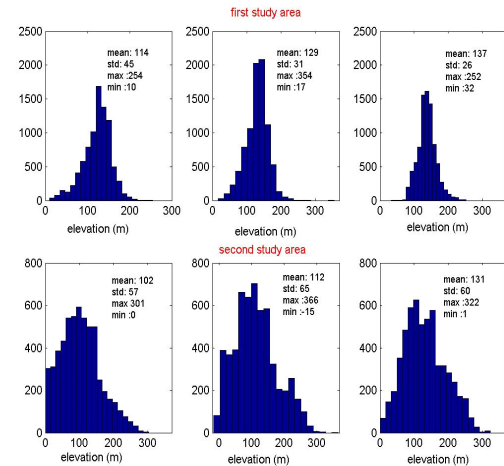 first study area
2500
2000
1500
1000
500
0
0 100 200 300
elevation (m)
mean: 114
std: 45
max :254
min :10
2500
2000
1500
1000
500
0
0 100 200 300
elevation (m)
mean: 129
std: 31
max :354
min :17
2500
2000
1500
1000
500
0
0 100 200 300
elevation (m)
mean: 137
std: 26
max :252
min :32
second study area
800
600
400
200
0
0 100 200 300
elevation (m)
mean: 102
std: 57
max 301
min :0
800
600
400
200
0
0 100 200 300
elevation (m)
mean: 112
std: 65
max :366
min :-15
800
600
400
200
0
0 100 200 300
elevation (m)
mean: 131
std: 60
max :322
min :1